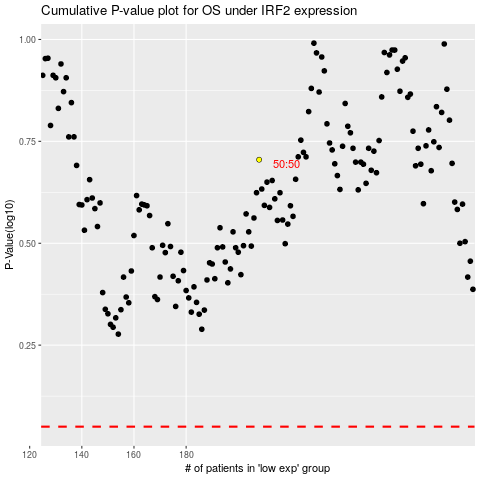 Cumulative P-value plot for OS under IRF2 expression
P-Value(log10)
1.00
0.75
0.50
0.25
50:50
120 140 160 180
# of patients in 'low exp' group